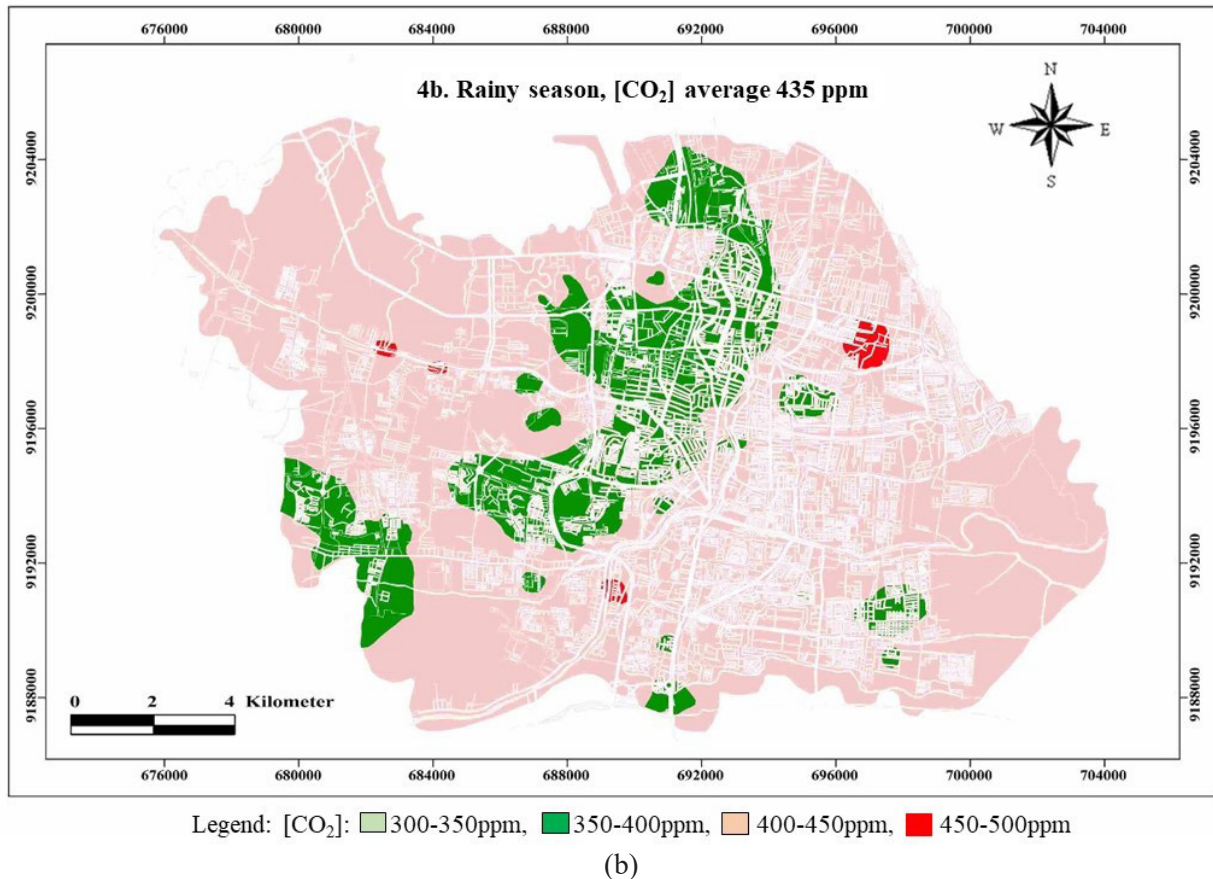 676000 680000 684000 688000 692000 696000 700000 704000
4b. Rainy season, [CO₂] average 435 ppm
N
W E
S
9204000 9204000
9200000 9200000
9196000 9196000
9192000 9192000
9188000 9188000
0 2 4 Kilometer
676000 680000 684000 688000 692000 696000 700000 704000
Legend: [CO₂]: 300-350ppm, 350-400ppm, 400-450ppm, 450-500ppm
(b)